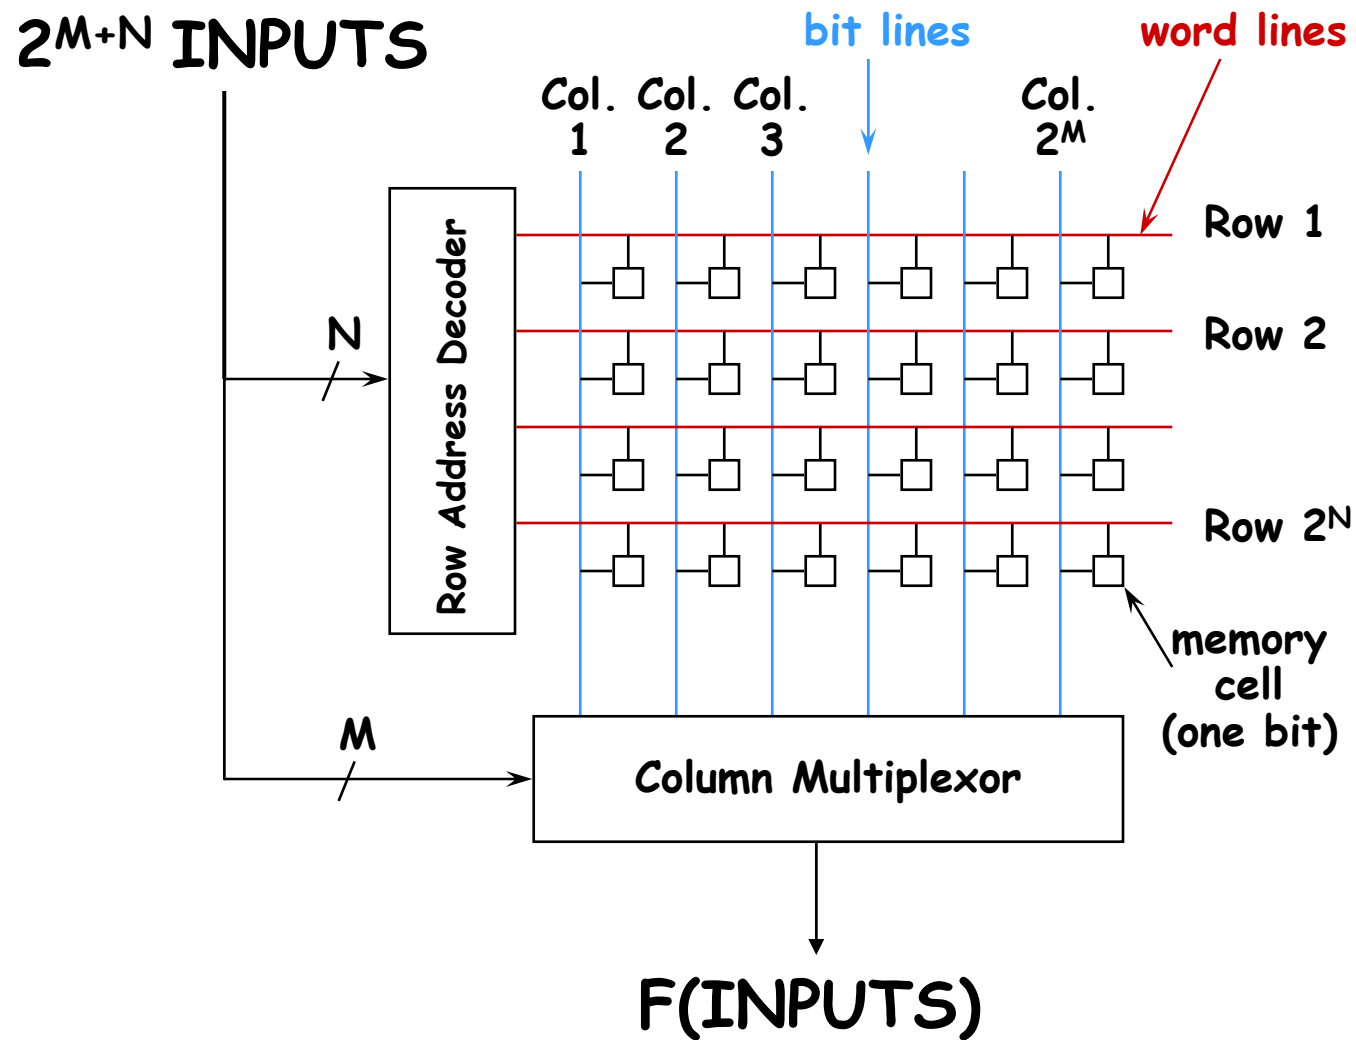 2ᴹ⁺ᴺ INPUTS
bit lines
word lines
Col. 1
Col. 2
Col. 3
Col. 2ᴹ
Row Address Decoder
Row 1
Row 2
Row 2ᴺ
N
M
memory
cell
(one bit)
Column Multiplexor
F(INPUTS)